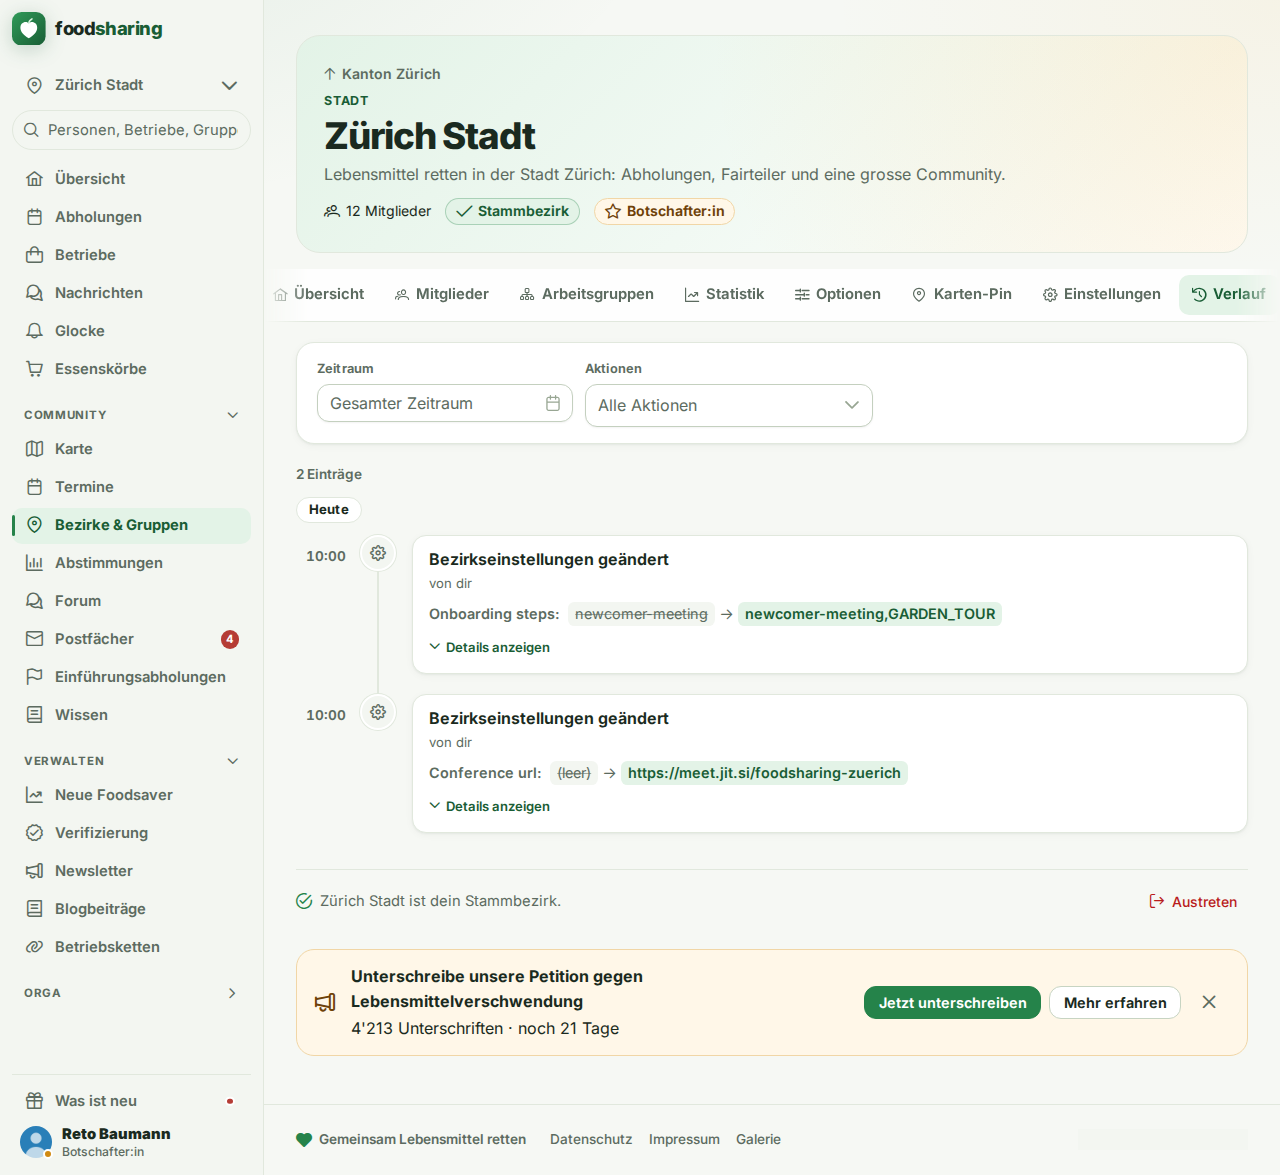 foodsharing
Zürich Stadt
Personen, Betriebe, Grupp
Übersicht
Abholungen
Betriebe
Nachrichten
Glocke
Essenskörbe
COMMUNITY
Karte
Termine
Bezirke & Gruppen
Abstimmungen
Forum
Postfächer 4
Einführungsabholungen
Wissen
VERWALTEN
Neue Foodsaver
Verifizierung
Newsletter
Blogbeiträge
Betriebsketten
ORGA
Was ist neu
Reto Baumann
Botschafter:in
Kanton Zürich
STADT
Zürich Stadt
Lebensmittel retten in der Stadt Zürich: Abholungen, Fairteiler und eine grosse Community.
12 Mitglieder Stammbezirk Botschafter:in
Übersicht Mitglieder Arbeitsgruppen Statistik Optionen Karten-Pin Einstellungen Verlauf
Zeitraum Aktionen
Gesamter Zeitraum Alle Aktionen
2 Einträge
Heute
10:00 Bezirkseinstellungen geändert
von dir
Onboarding steps: newcomer-meeting → newcomer-meeting,GARDEN_TOUR
Details anzeigen
10:00 Bezirkseinstellungen geändert
von dir
Conference url: (leer) → https://meet.jit.si/foodsharing-zuerich
Details anzeigen
Zürich Stadt ist dein Stammbezirk. Austreten
Unterschreibe unsere Petition gegen
Lebensmittelverschwendung
4'213 Unterschriften · noch 21 Tage
Jetzt unterschreiben Mehr erfahren
Gemeinsam Lebensmittel retten Datenschutz Impressum Galerie